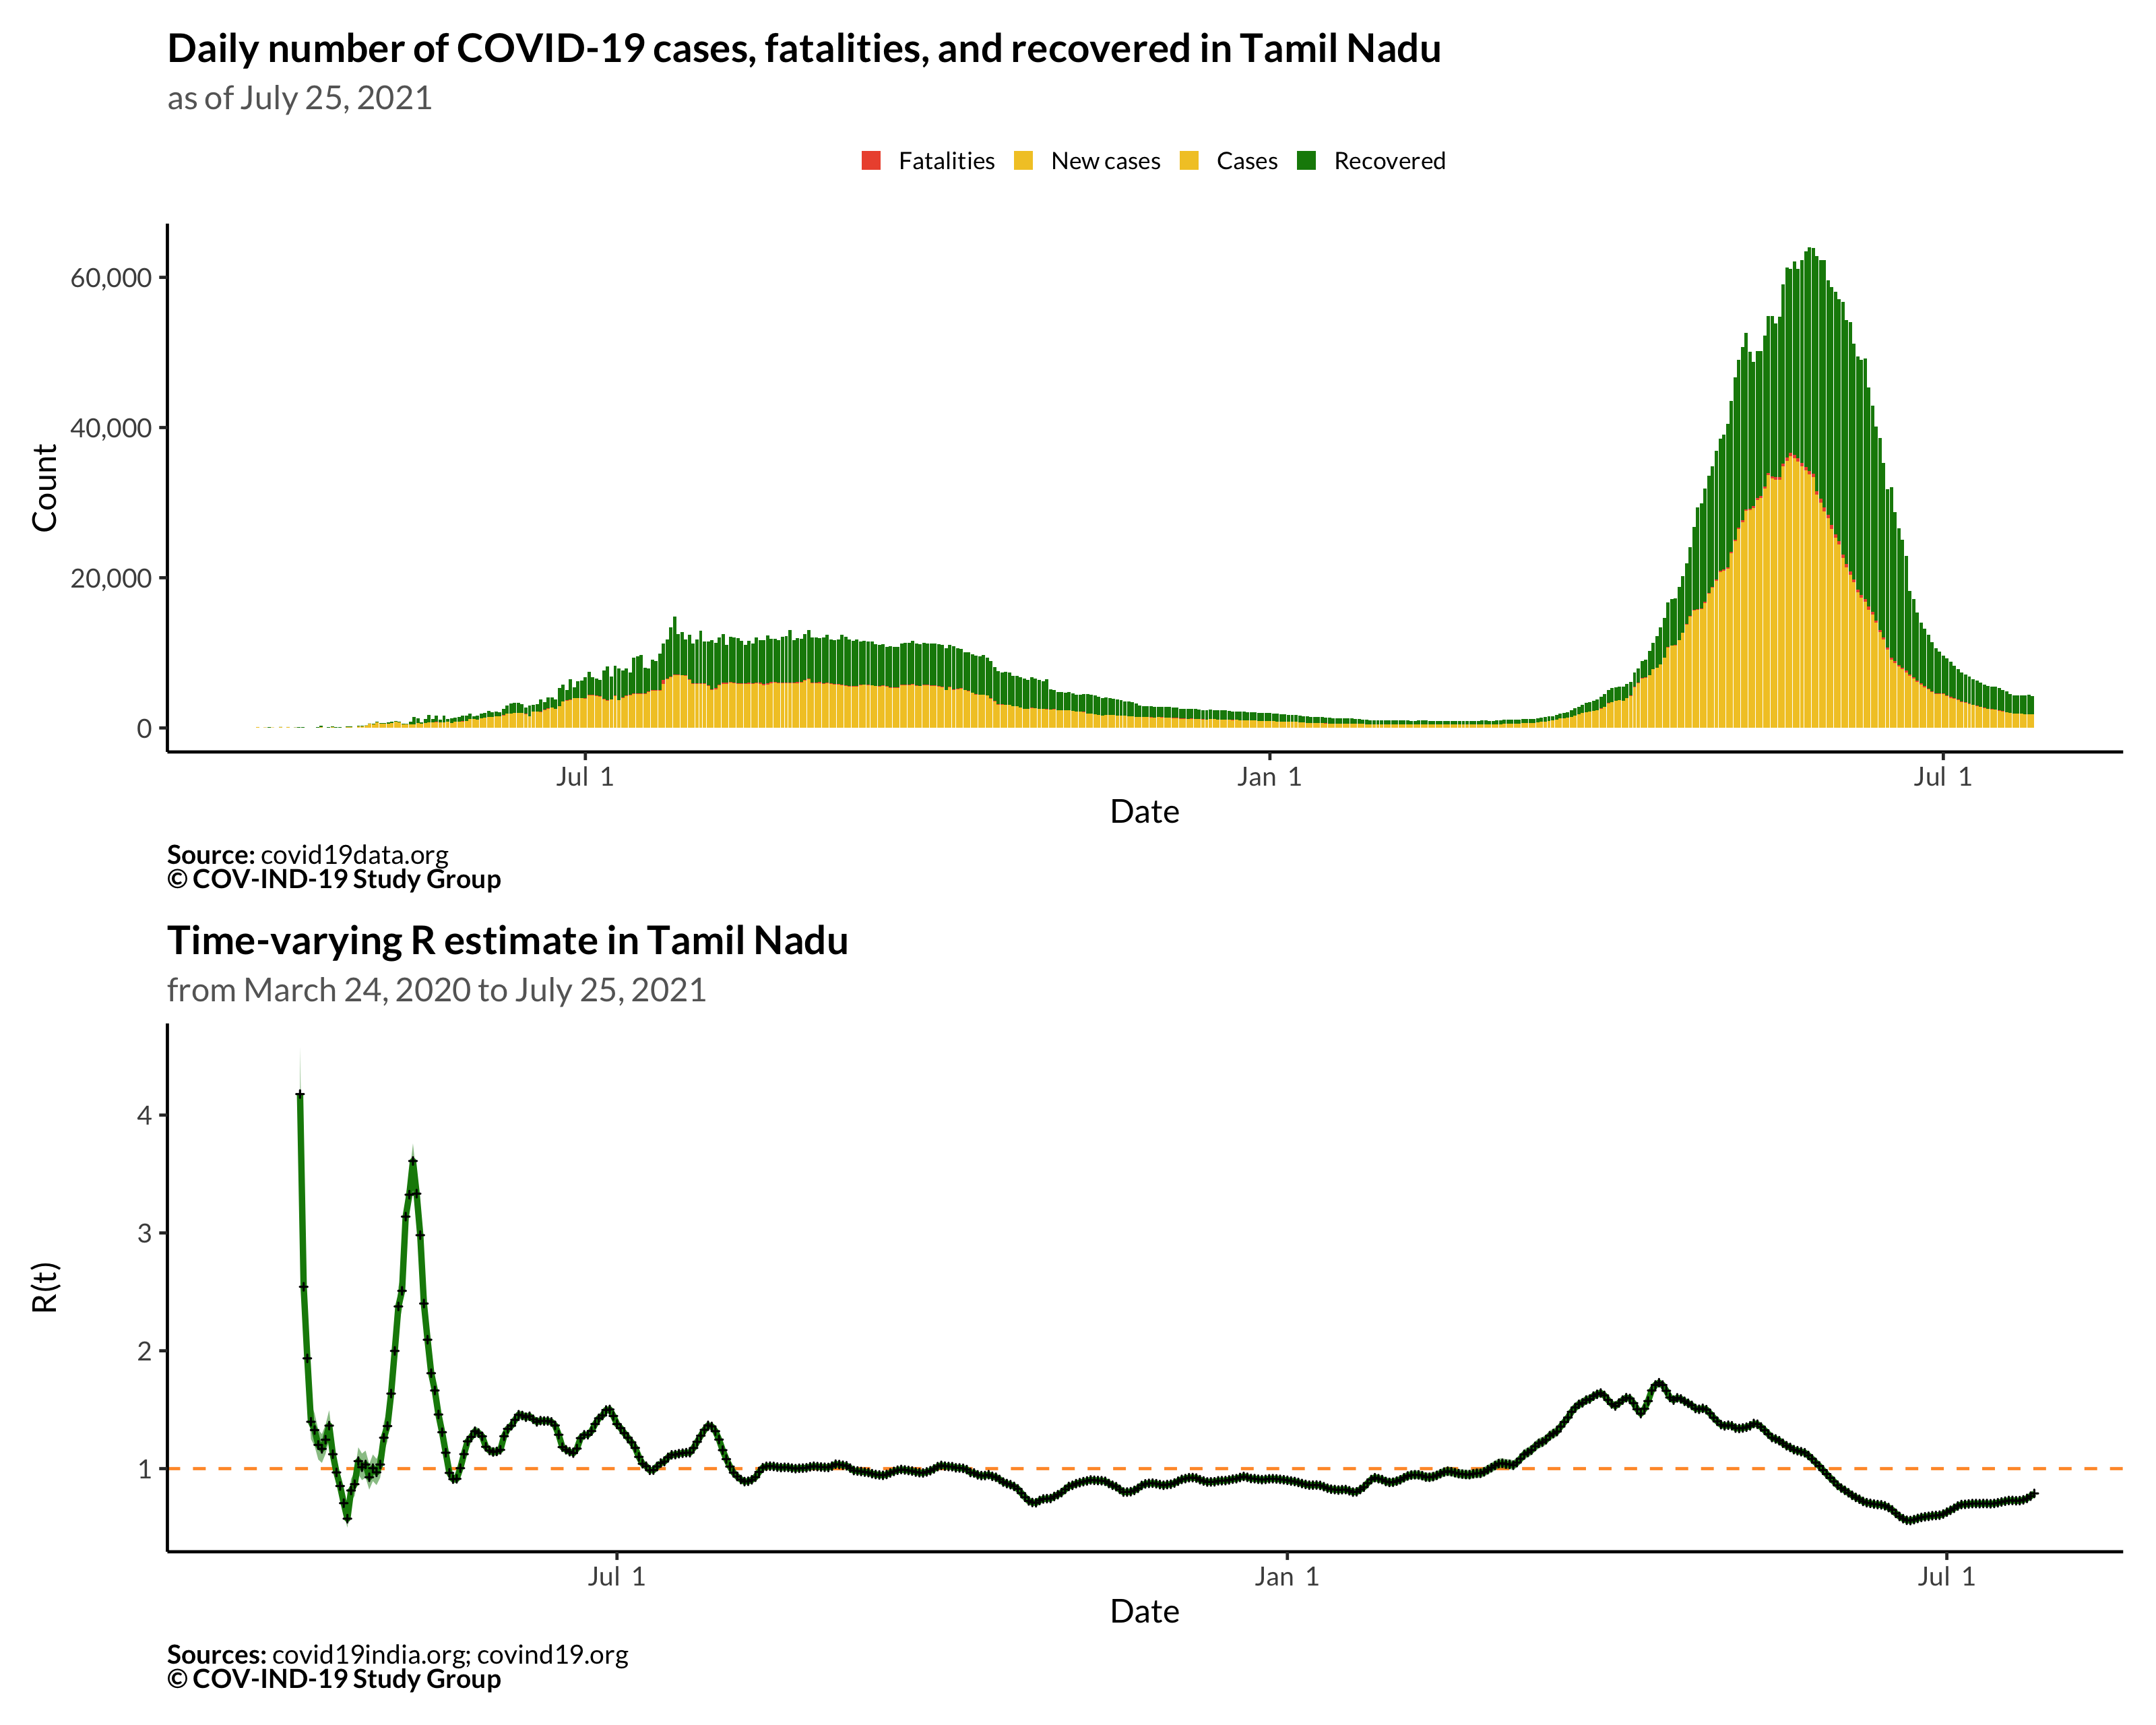 Daily number of COVID-19 cases, fatalities, and recovered in Tamil Nadu
as of July 25, 2021
Fatalities New cases Cases Recovered
Count
60,000
40,000
20,000
0
Jul 1 Jan 1 Jul 1
Date
Source: covid19data.org
© COV-IND-19 Study Group
Time-varying R estimate in Tamil Nadu
from March 24, 2020 to July 25, 2021
R(t)
4
3
2
1
Jul 1 Jan 1 Jul 1
Date
Sources: covid19india.org; covind19.org
© COV-IND-19 Study Group